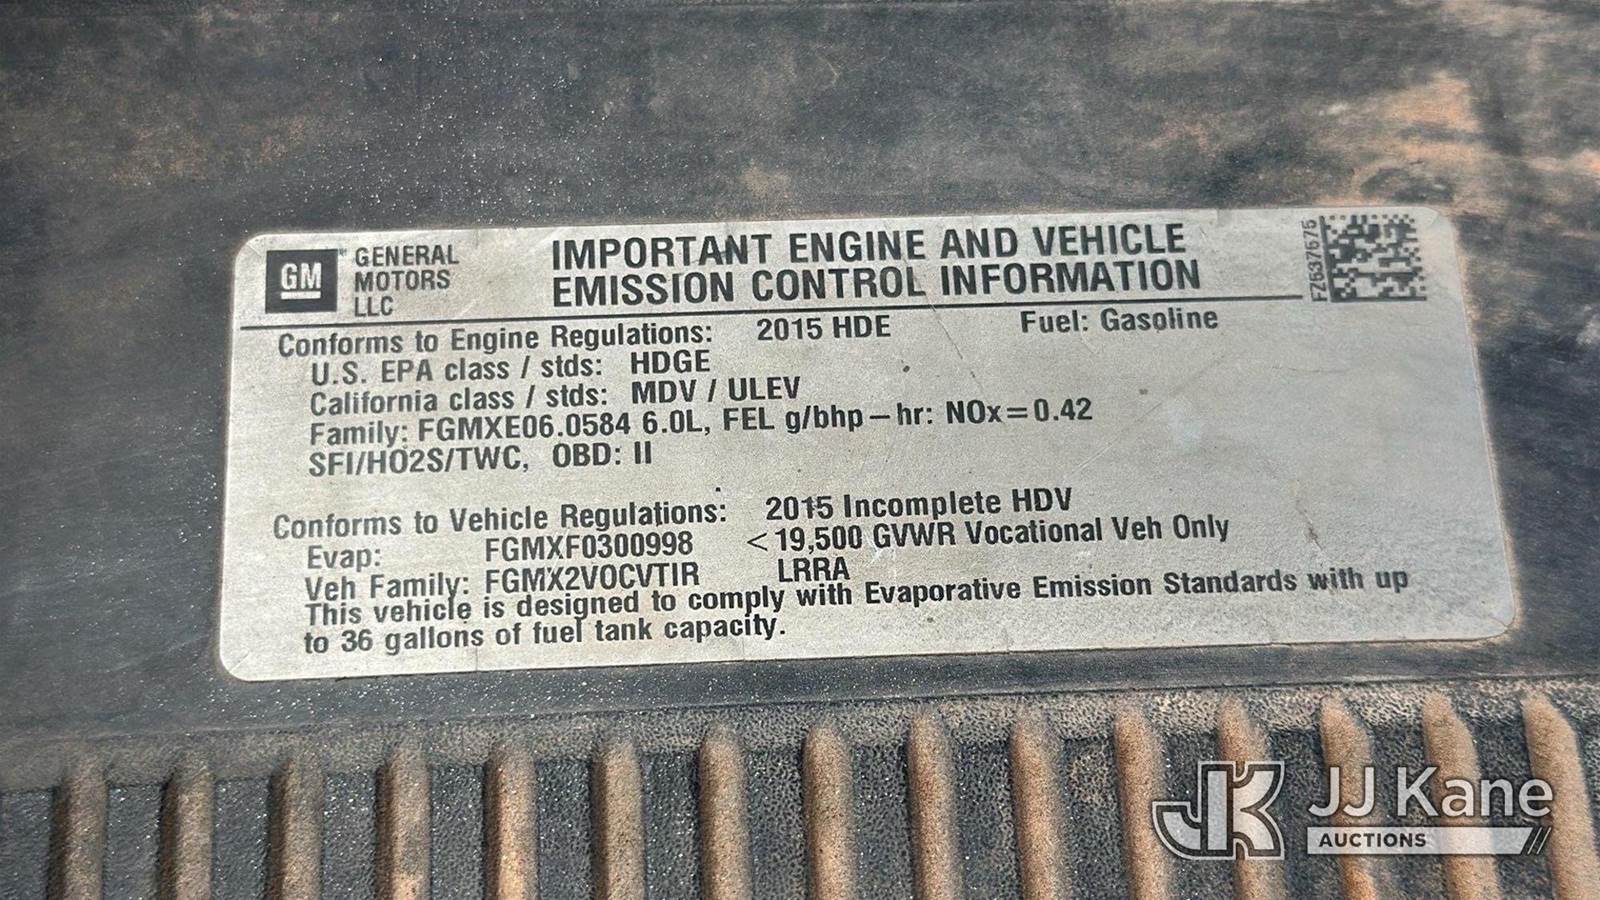 GM
GENERAL
MOTORS
LLC
IMPORTANT ENGINE AND VEHICLE
EMISSION CONTROL INFORMATION
FZ637675
Conforms to Engine Regulations: 2015 HDE Fuel: Gasoline
U.S. EPA class / stds: HDGE
California class / stds: MDV / ULEV
Family: FGMXE06.0584 6.0L, FEL g/bhp-hr: NOx=0.42
SFI/HO2S/TWC, OBD: II
Conforms to Vehicle Regulations: 2015 Incomplete HDV
Evap: FGMXF0300998 <19,500 GVWR Vocational Veh Only
Veh Family: FGMX2VOCVTIR LRRA
This vehicle is designed to comply with Evaporative Emission Standards with up
to 36 gallons of fuel tank capacity.
JK JJ Kane
AUCTIONS